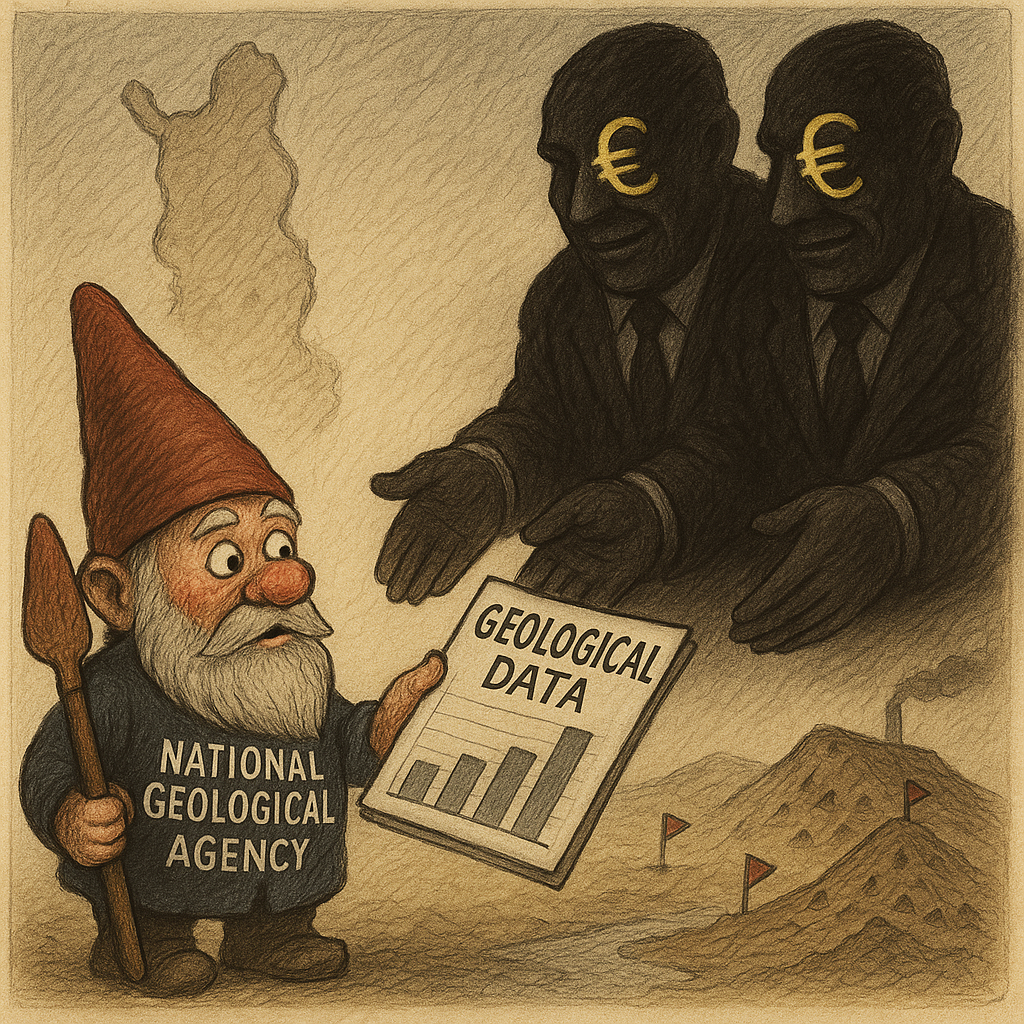 € €
GEOLOGICAL
DATA
NATIONAL
GEOLOGICAL
AGENCY